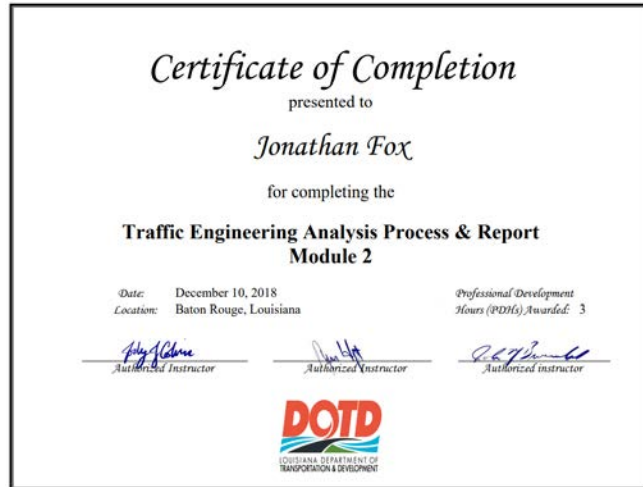 Certificate of Completion
presented to
Jonathan Fox
for completing the
Traffic Engineering Analysis Process & Report
Module 2
Date: December 10, 2018
Location: Baton Rouge, Louisiana
Professional Development
Hours (PDHs) Awarded: 3
Authorized Instructor
Authorized Instructor
Authorized instructor
DOTD
LOUISIANA DEPARTMENT OF
TRANSPORTATION & DEVELOPMENT